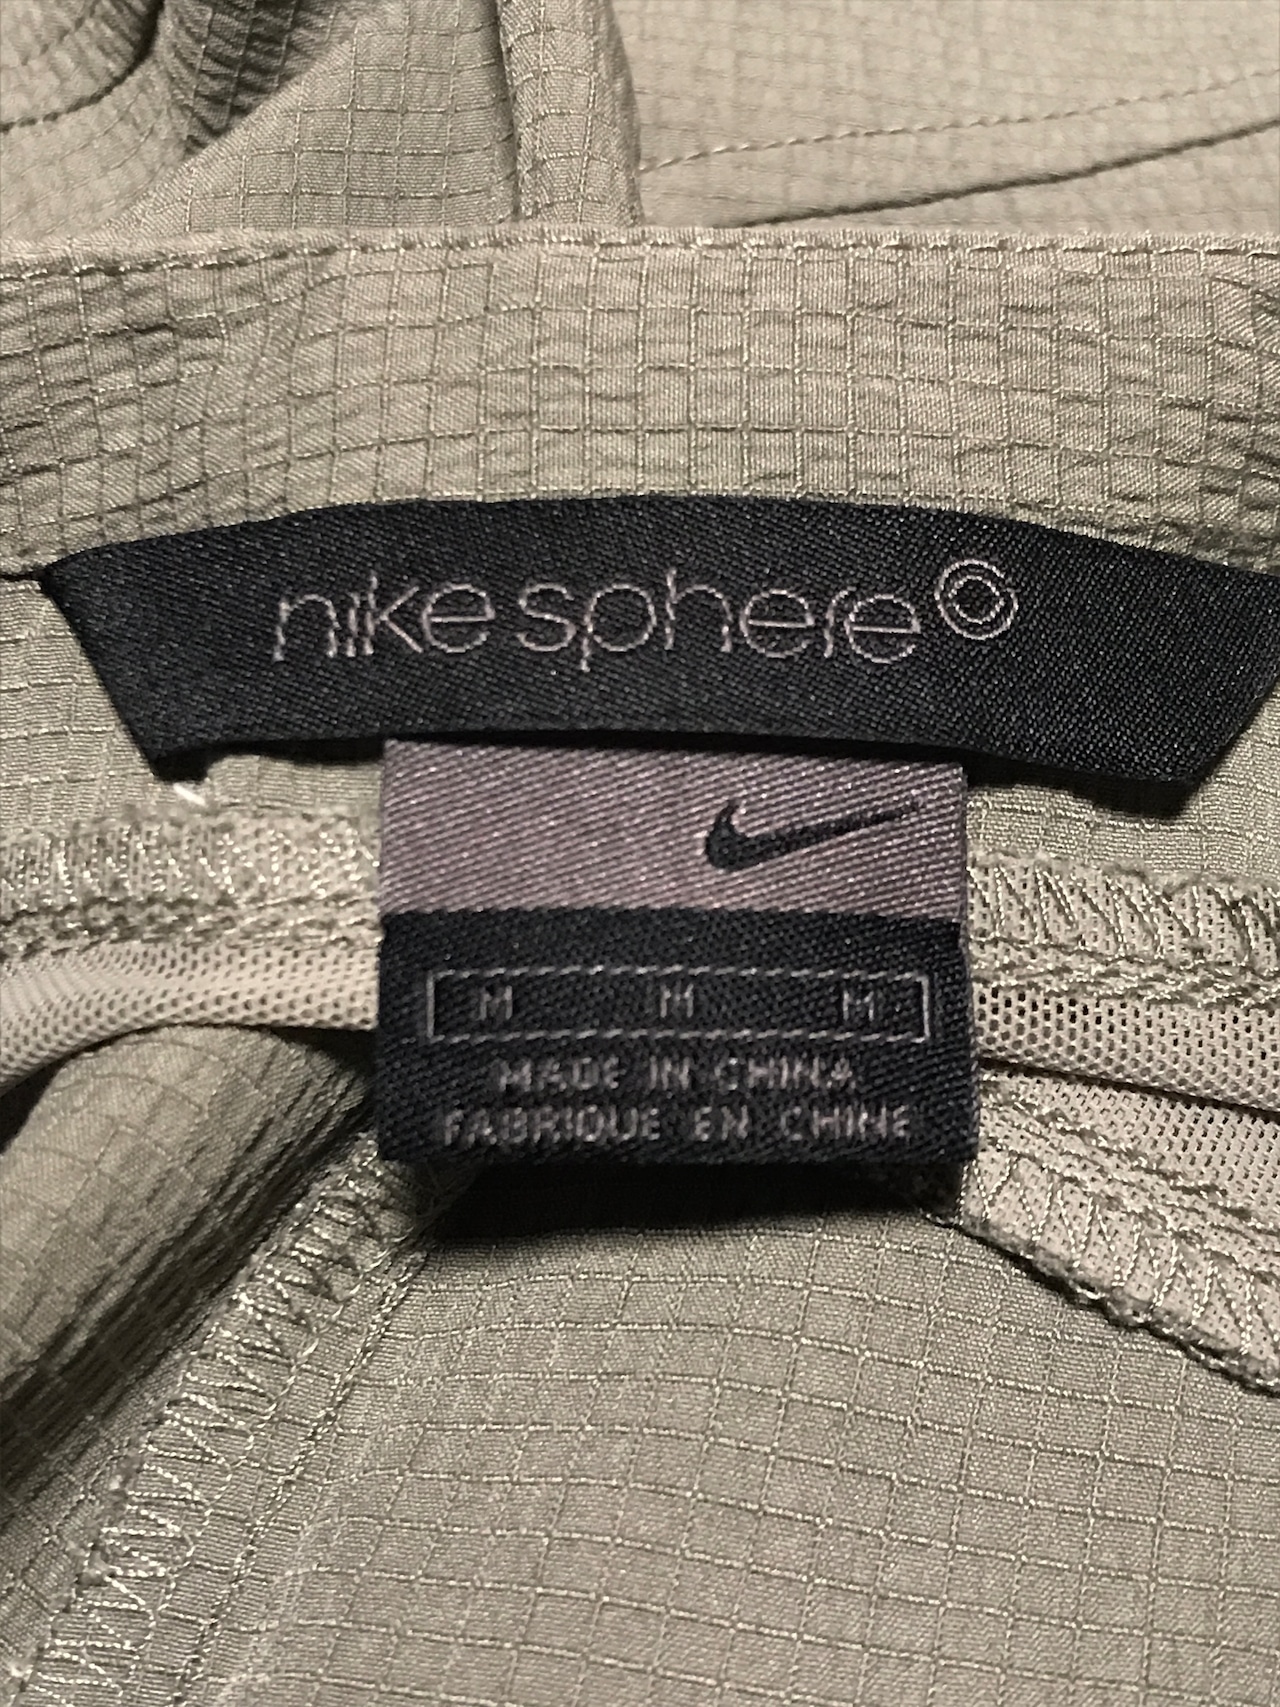 nike sphere
M M M
MADE IN CHINA
FABRIQUE EN CHINE